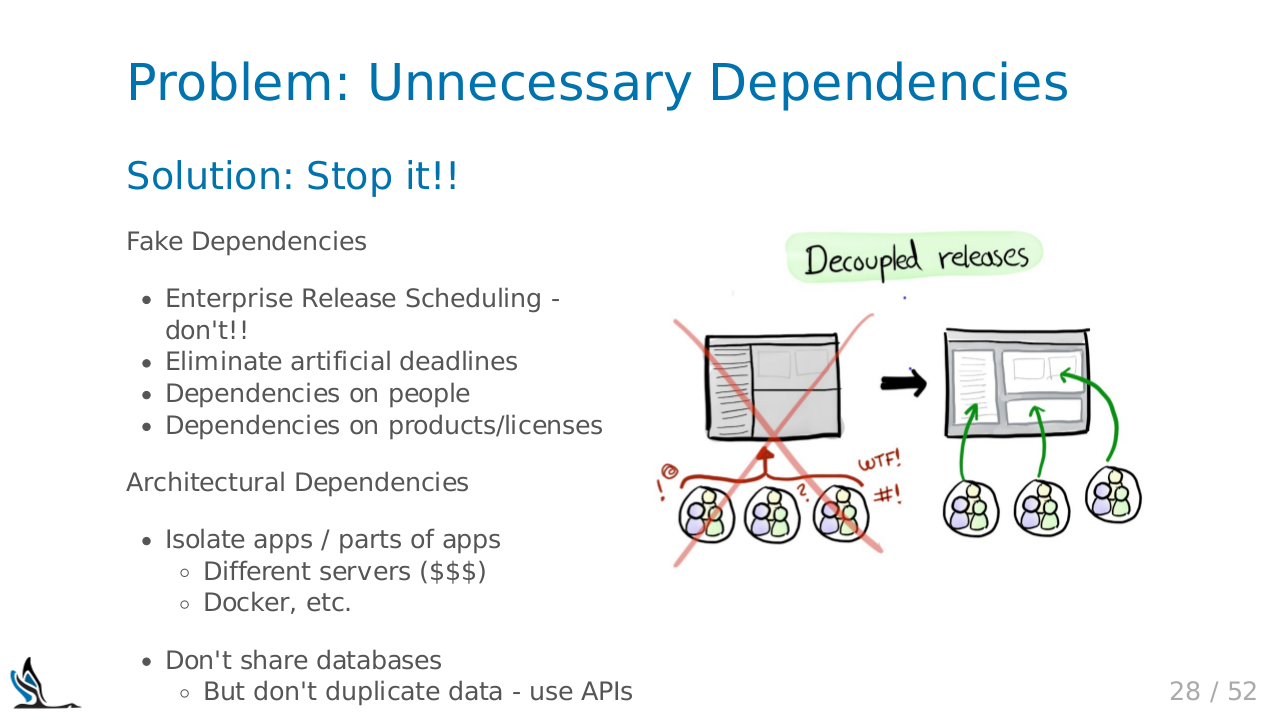 Problem: Unnecessary Dependencies
Solution: Stop it!!
Fake Dependencies
Enterprise Release Scheduling -
don't!!
Eliminate artificial deadlines
Dependencies on people
Dependencies on products/licenses
Architectural Dependencies
Isolate apps / parts of apps
Different servers ($$$)
Docker, etc.
Don't share databases
But don't duplicate data - use APIs
Decoupled releases
! @
?
WTF!
#!
28 / 52